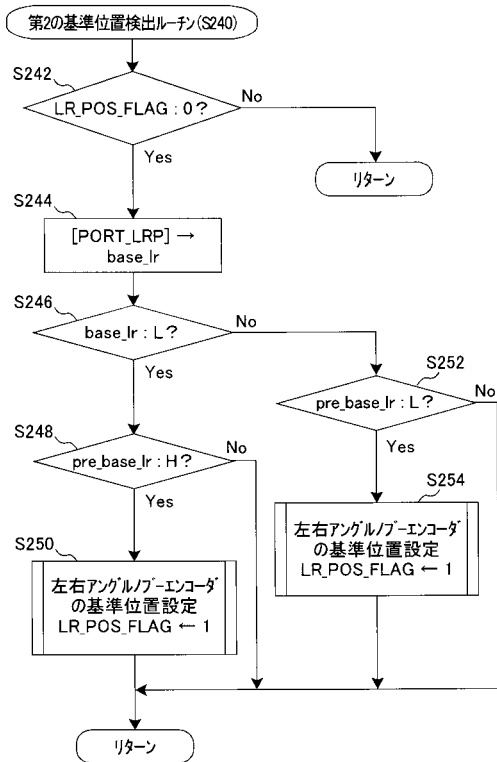 第2の基準位置検出ルーチン(S240)
S242
LR_POS_FLAG : 0?
No
Yes
リターン
S244
[PORT_LRP] →
base_lr
S246
base_lr : L?
No
Yes
S252
pre_base_lr : L?
No
Yes
S248
pre_base_lr : H?
No
Yes
S254
左右アングルノブーエンコーダ
の基準位置設定
LR_POS_FLAG ← 1
S250
左右アングルノブーエンコーダ
の基準位置設定
LR_POS_FLAG ← 1
リターン